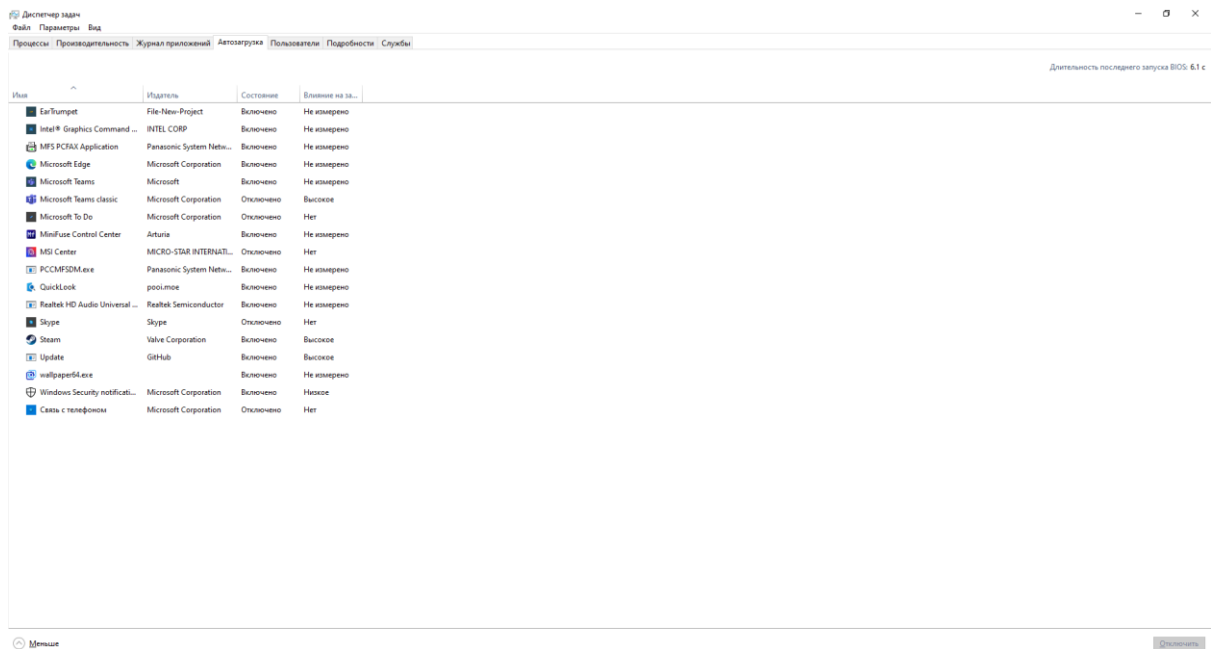 Диспетчер задач
Файл Параметры Вид
Процессы Производительность Журнал приложений Автозагрузка Пользователи Подробности Службы
Длительность последнего запуска BIOS: 6.1 с
Имя Издатель Состояние Влияние на за...
EarTrumpet File-New-Project Включено Не измерено
Intel® Graphics Command ... INTEL CORP Включено Не измерено
MFS PCFAX Application Panasonic System Netw... Включено Не измерено
Microsoft Edge Microsoft Corporation Включено Не измерено
Microsoft Teams Microsoft Включено Не измерено
Microsoft Teams classic Microsoft Corporation Отключено Высокое
Microsoft To Do Microsoft Corporation Отключено Нет
MiniFuse Control Center Arturia Включено Не измерено
MSI Center MICRO-STAR INTERNATI... Отключено Нет
PCCMFSDM.exe Panasonic System Netw... Включено Не измерено
QuickLook pooi.moe Включено Не измерено
Realtek HD Audio Universal ... Realtek Semiconductor Включено Не измерено
Skype Skype Отключено Нет
Steam Valve Corporation Включено Высокое
Update GitHub Включено Высокое
wallpaper64.exe Включено Не измерено
Windows Security notificati... Microsoft Corporation Включено Низкое
Связь с телефоном Microsoft Corporation Отключено Нет
Меньше Отключить